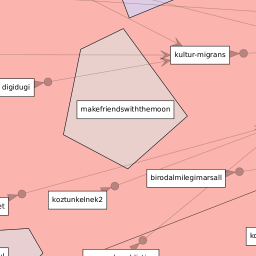 kultur-migrans
digidugi
makefriendswiththemoon
birodalmilegimarsall
koztunkelnek2